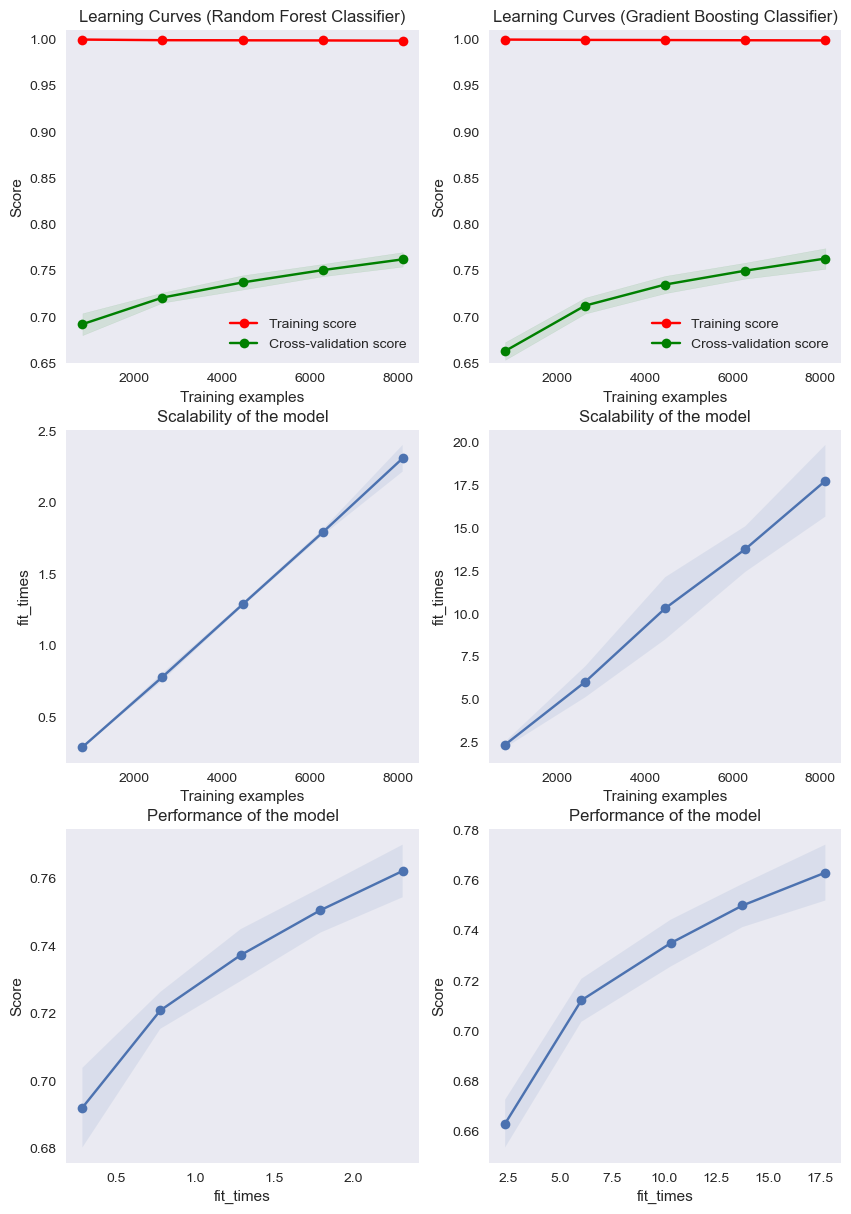 Learning Curves (Random Forest Classifier)
1.00
0.95
0.90
0.85
0.80
0.75
0.70
0.65
Score
Training score
Cross-validation score
2000 4000 6000 8000
Training examples
Learning Curves (Gradient Boosting Classifier)
1.00
0.95
0.90
0.85
0.80
0.75
0.70
0.65
Score
Training score
Cross-validation score
2000 4000 6000 8000
Training examples
Scalability of the model
2.5
2.0
1.5
1.0
0.5
fit_times
2000 4000 6000 8000
Training examples
Scalability of the model
20.0
17.5
15.0
12.5
10.0
7.5
5.0
2.5
fit_times
2000 4000 6000 8000
Training examples
Performance of the model
0.76
0.74
0.72
0.70
0.68
Score
0.5 1.0 1.5 2.0
fit_times
Performance of the model
0.78
0.76
0.74
0.72
0.70
0.68
0.66
Score
2.5 5.0 7.5 10.0 12.5 15.0 17.5
fit_times